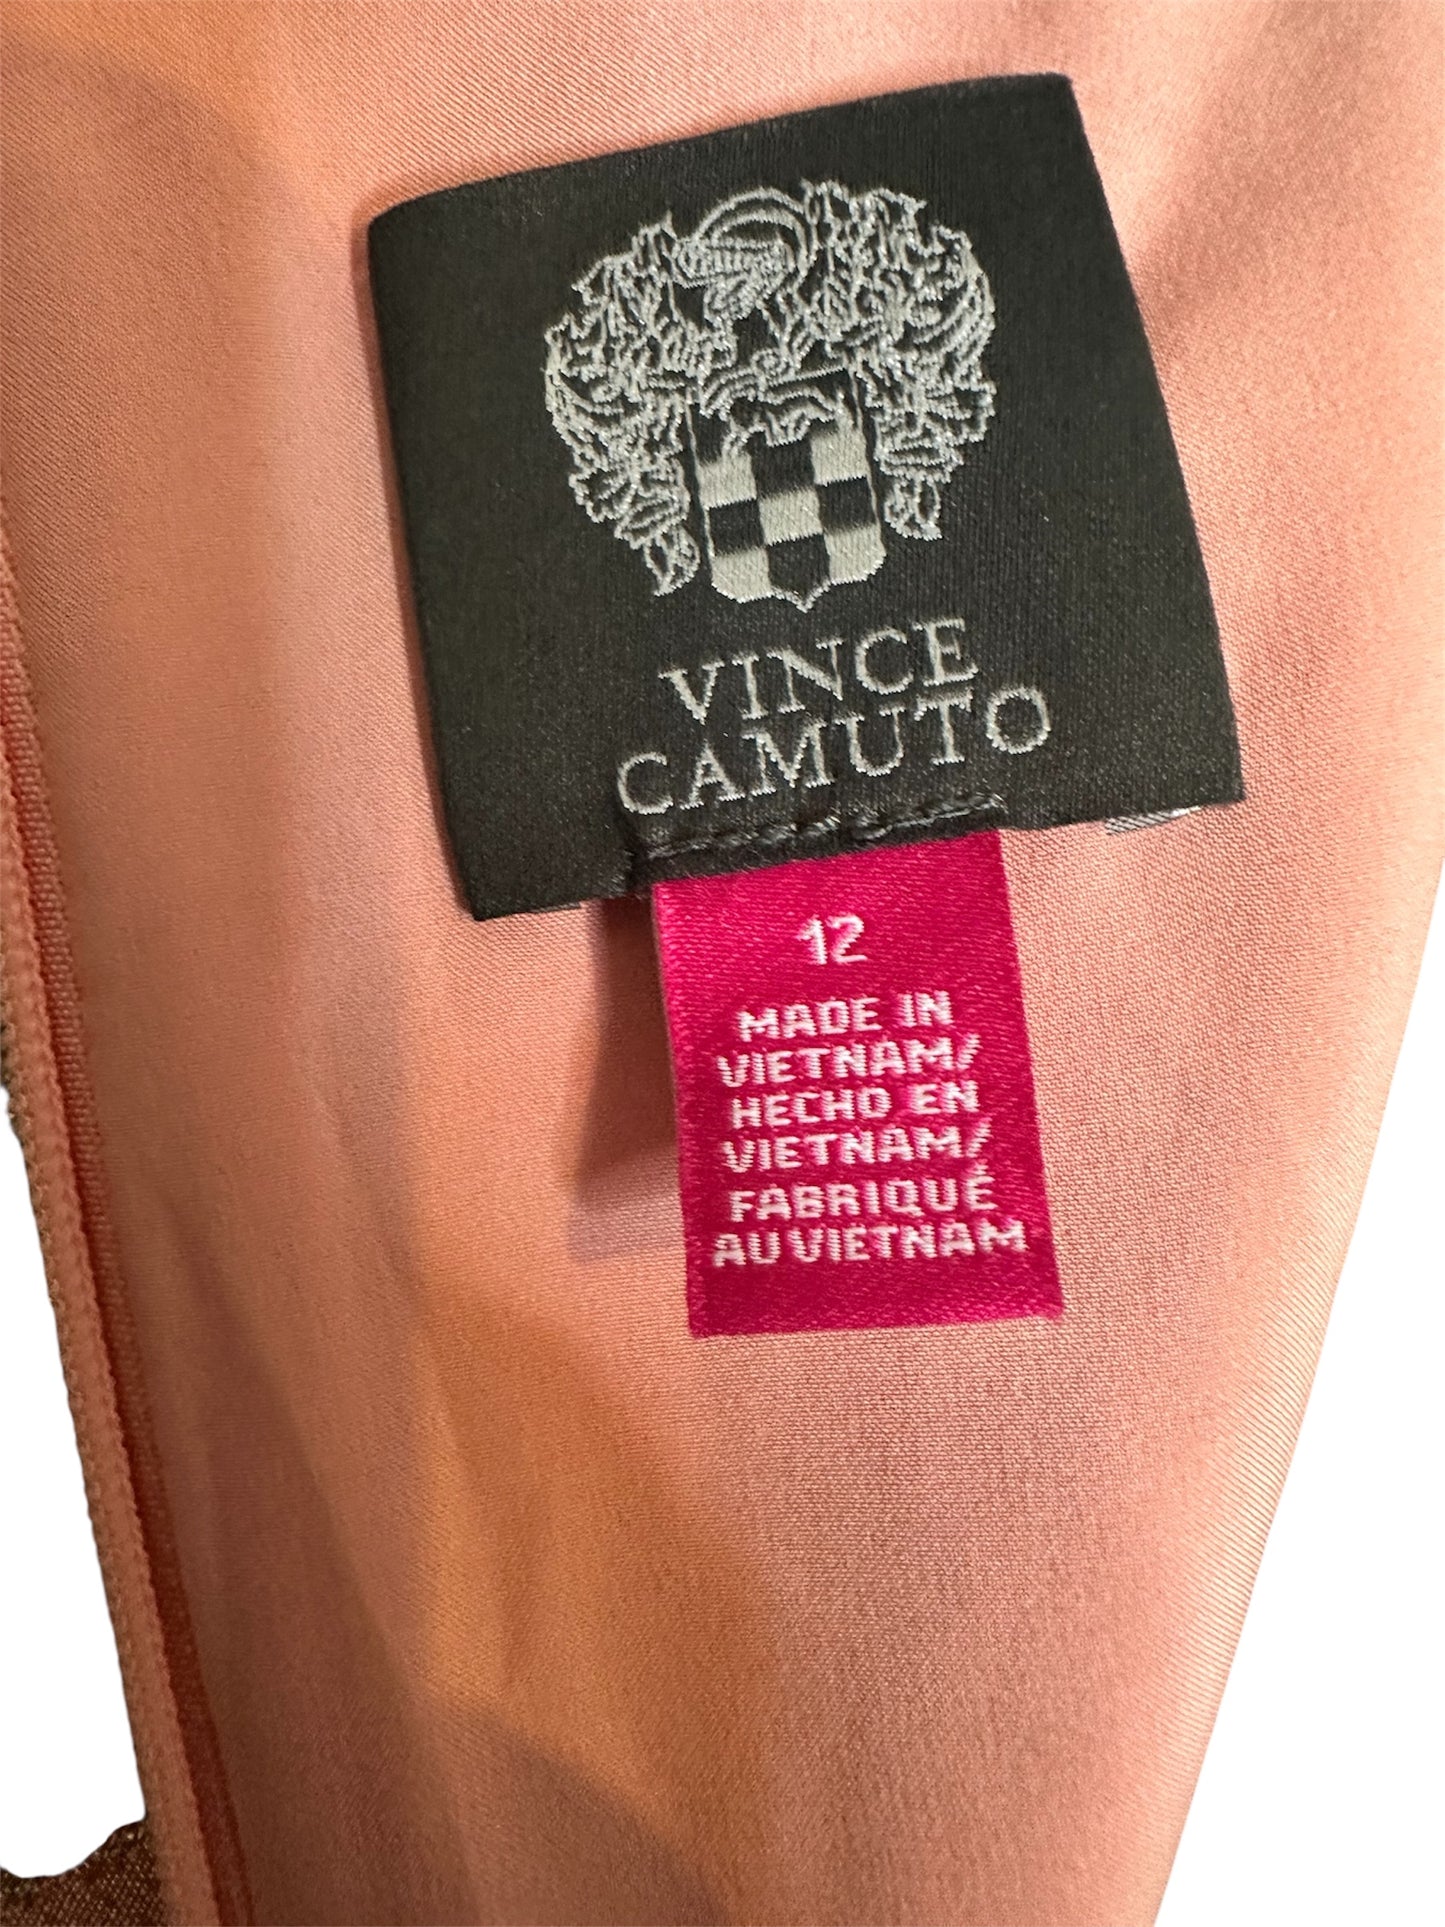 VINCE
CAMUTO
12
MADE IN
VIETNAM/
HECHO EN
VIETNAM/
FABRIQUÉ
AU VIETNAM